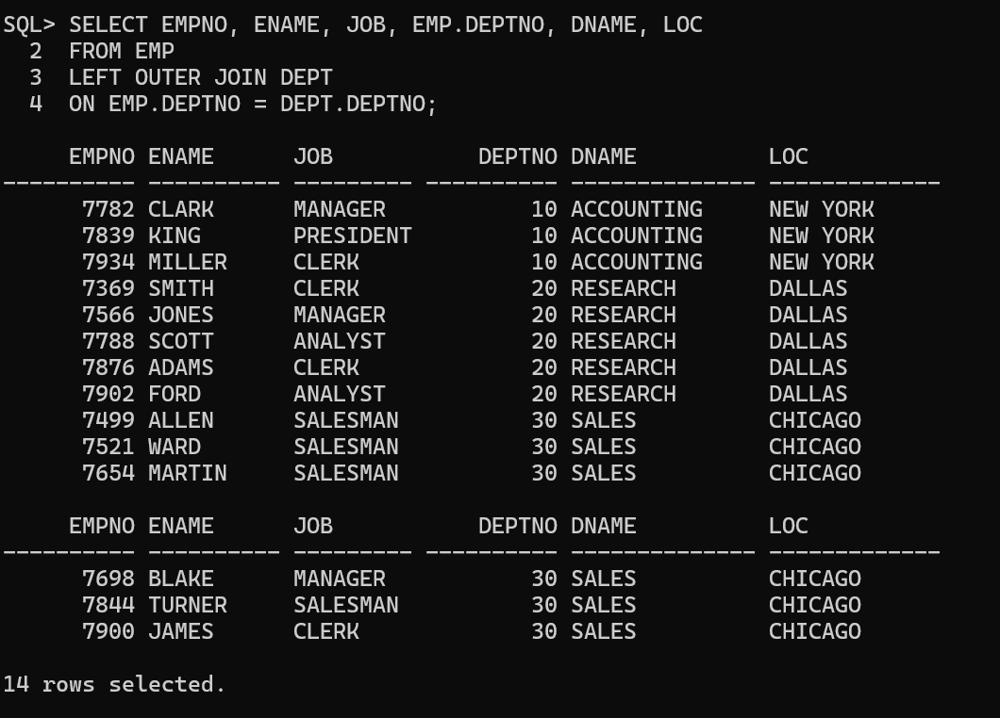 SQL> SELECT EMPNO, ENAME, JOB, EMP.DEPTNO, DNAME, LOC
  2  FROM EMP
  3  LEFT OUTER JOIN DEPT
  4  ON EMP.DEPTNO = DEPT.DEPTNO;

     EMPNO ENAME      JOB           DEPTNO DNAME          LOC
---------- ---------- --------- ---------- -------------- -------------
      7782 CLARK      MANAGER           10 ACCOUNTING     NEW YORK
      7839 KING       PRESIDENT         10 ACCOUNTING     NEW YORK
      7934 MILLER     CLERK             10 ACCOUNTING     NEW YORK
      7369 SMITH      CLERK             20 RESEARCH       DALLAS
      7566 JONES      MANAGER           20 RESEARCH       DALLAS
      7788 SCOTT      ANALYST           20 RESEARCH       DALLAS
      7876 ADAMS      CLERK             20 RESEARCH       DALLAS
      7902 FORD       ANALYST           20 RESEARCH       DALLAS
      7499 ALLEN      SALESMAN          30 SALES          CHICAGO
      7521 WARD       SALESMAN          30 SALES          CHICAGO
      7654 MARTIN     SALESMAN          30 SALES          CHICAGO

     EMPNO ENAME      JOB           DEPTNO DNAME          LOC
---------- ---------- --------- ---------- -------------- -------------
      7698 BLAKE      MANAGER           30 SALES          CHICAGO
      7844 TURNER     SALESMAN          30 SALES          CHICAGO
      7900 JAMES      CLERK             30 SALES          CHICAGO

14 rows selected.